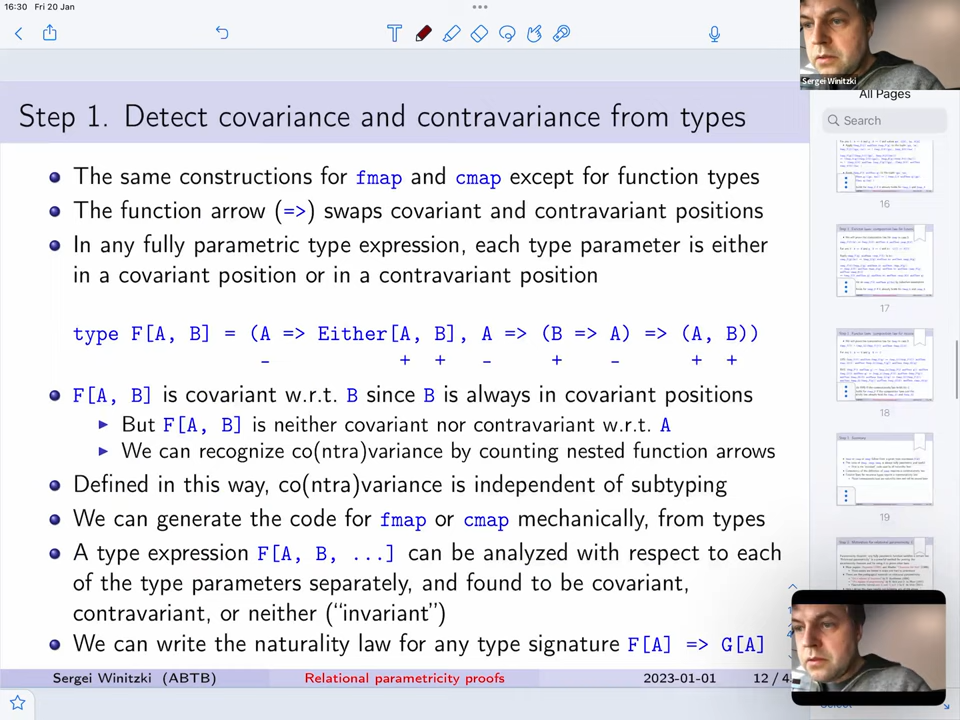 16:30 Fri 20 Jan
Sergei Winitzki
All Pages
Search
Step 1. Detect covariance and contravariance from types
The same constructions for fmap and cmap except for function types
The function arrow (=>) swaps covariant and contravariant positions
In any fully parametric type expression, each type parameter is either
in a covariant position or in a contravariant position
type F[A, B] = (A => Either[A, B], A => (B => A) => (A, B))
- + + - + - + +
F[A, B] is covariant w.r.t. B since B is always in covariant positions
But F[A, B] is neither covariant nor contravariant w.r.t. A
We can recognize co(ntra)variance by counting nested function arrows
Defined in this way, co(ntra)variance is independent of subtyping
We can generate the code for fmap or cmap mechanically, from types
A type expression F[A, B, ...] can be analyzed with respect to each
of the type parameters separately, and found to be covariant,
contravariant, or neither (“invariant”)
We can write the naturality law for any type signature F[A] => G[A]
Sergei Winitzki (ABTB) Relational parametricity proofs 2023-01-01 12 / 4
16
17
18
19